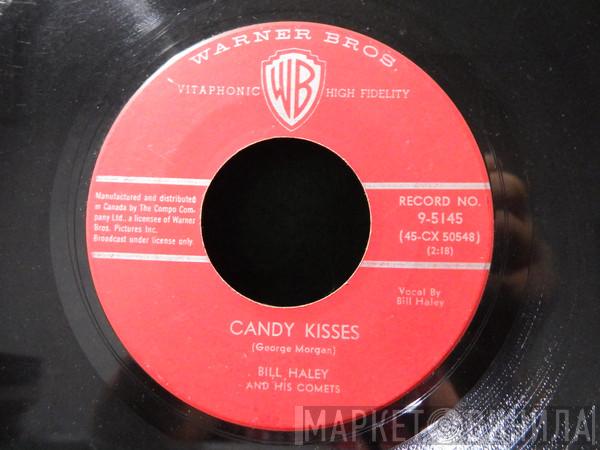 WARNER BROS.
WB
VITAPHONIC HIGH FIDELITY
Manufactured and distributed
in Canada by The Compo Com-
pany Ltd., a licensee of Warner
Bros. Pictures Inc.
Broadcast under license only
RECORD NO.
9-5145
(45-CX 50548)
(2:18)
Vocal By
Bill Haley
CANDY KISSES
(George Morgan)
BILL HALEY
AND HIS COMETS
МАРКЕТ ВИНИЛА